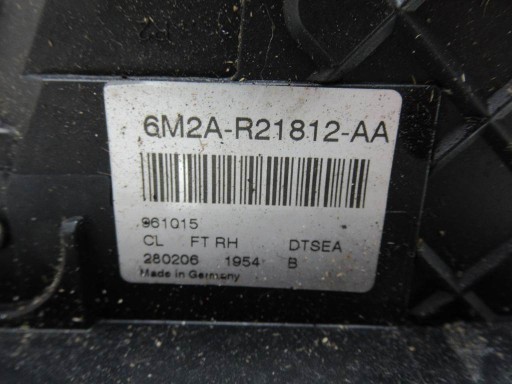 6M2A-R21812-AA
961015
CL FT RH DTSEA
280206 1954 B
Made in Germany